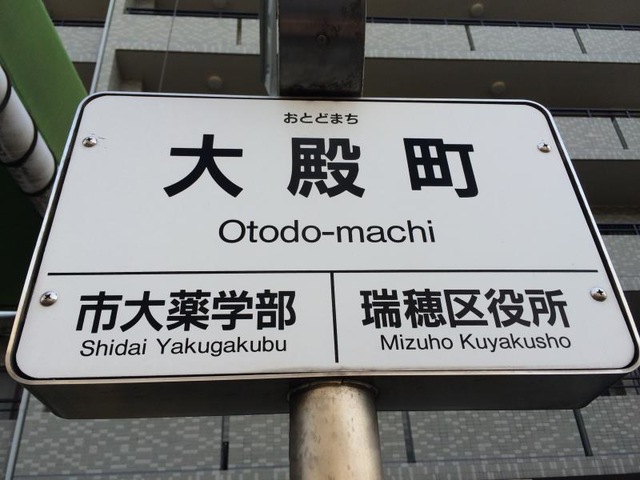 おとどまち
大殿町
Otodo-machi
市大薬学部
Shidai Yakugakubu
瑞穂区役所
Mizuho Kuyakusho